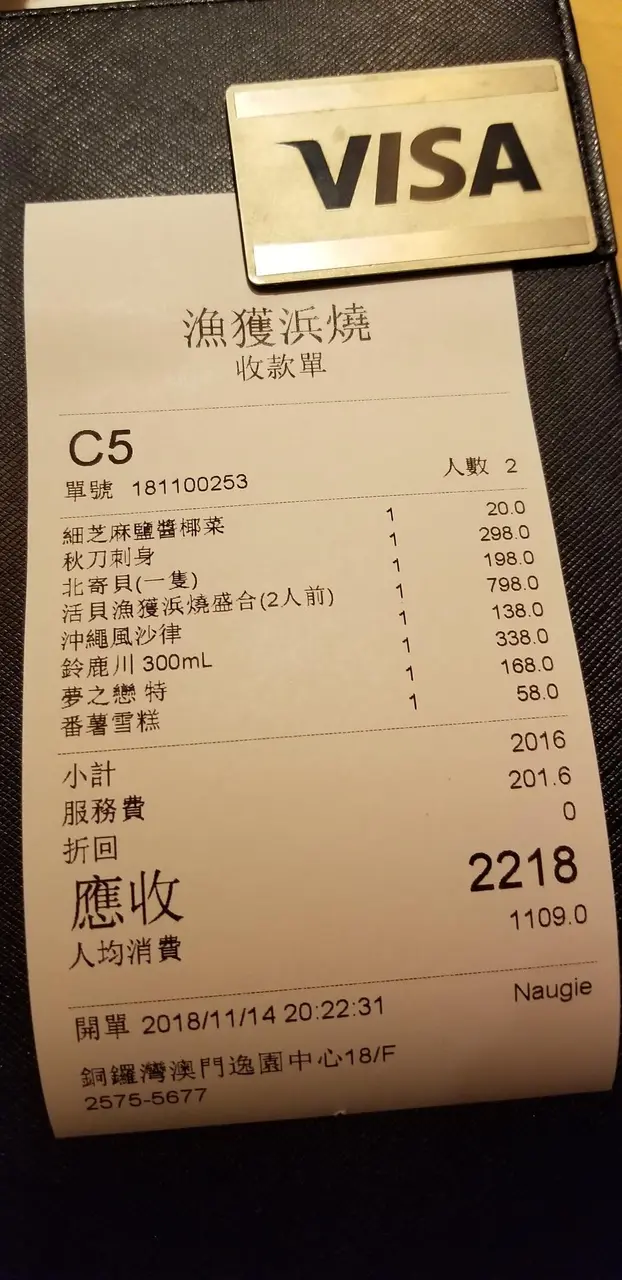 VISA
漁獲浜燒
收款單
C5
單號 181100253 人數 2
細芝麻鹽醬椰菜 1 20.0
秋刀刺身 1 298.0
北寄貝(一隻) 1 198.0
活貝漁獲浜燒盛合(2人前) 1 798.0
沖繩風沙律 1 138.0
鈴鹿川 300mL 1 338.0
夢之戀 特 1 168.0
番薯雪糕 1 58.0
小計 2016
服務費 201.6
折回 0
應收 2218
人均消費 1109.0
開單 2018/11/14 20:22:31 Naugie
銅鑼灣澳門逸園中心18/F
2575-5677